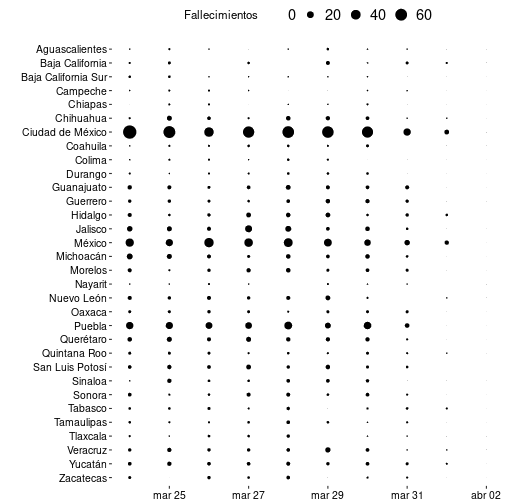 Fallecimientos 0 20 40 60
Aguascalientes
Baja California
Baja California Sur
Campeche
Chiapas
Chihuahua
Ciudad de México
Coahuila
Colima
Durango
Guanajuato
Guerrero
Hidalgo
Jalisco
México
Michoacán
Morelos
Nayarit
Nuevo León
Oaxaca
Puebla
Querétaro
Quintana Roo
San Luis Potosí
Sinaloa
Sonora
Tabasco
Tamaulipas
Tlaxcala
Veracruz
Yucatán
Zacatecas
mar 25 mar 27 mar 29 mar 31 abr 02